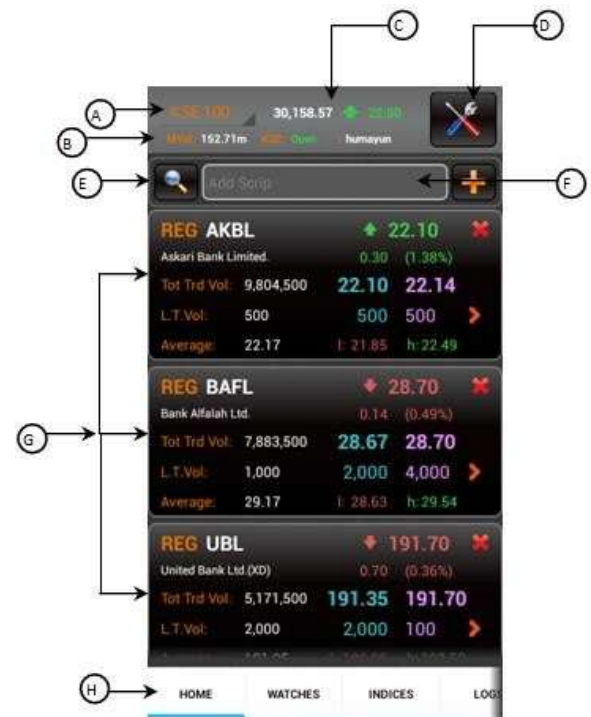 C D
A KSE 100 30,158.57
B 152.71m KSE: Open humayun
E Add Scrip F
REG AKBL 22.10
Askari Bank Limited. 0.30 (1.38%)
Tot Trd Vol: 9,804,500 22.10 22.14
L.T.Vol: 500 500 500
Average: 22.17 l: 21.85 h: 22.49
REG BAFL 28.70
Bank Alfalah Ltd. 0.14 (0.49%)
G Tot Trd Vol: 7,883,500 28.67 28.70
L.T.Vol: 1,000 2,000 4,000
Average: 29.17 l: 28.63 h: 29.54
REG UBL 191.70
United Bank Ltd.(XD) 0.70 (0.36%)
Tot Trd Vol: 5,171,500 191.35 191.70
L.T.Vol: 2,000 2,000 100
H HOME WATCHES INDICES LOGS